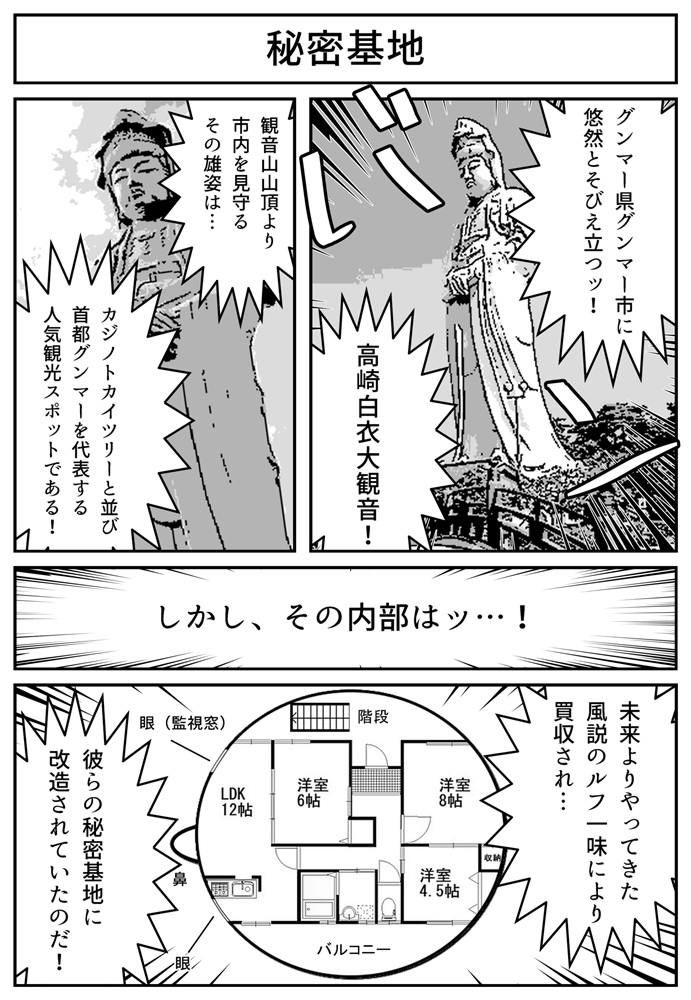 秘密基地
グンマー県グンマー市に
悠然とそびえ立つッ！
ババーン
高崎白衣大観音！
観音山山頂より
市内を見守る
その雄姿は…
カジノトカイツリーと並び
首都グンマーを代表する
人気観光スポットである！
しかし、その内部はッ…！
未来よりやってきた
風説のルフ一味により
買収され…
眼（監視窓）
階段
LDK
12帖
洋室
6帖
洋室
8帖
収納
洋室
4.5帖
鼻
眼
バルコニー
彼らの秘密基地に
改造されていたのだ！